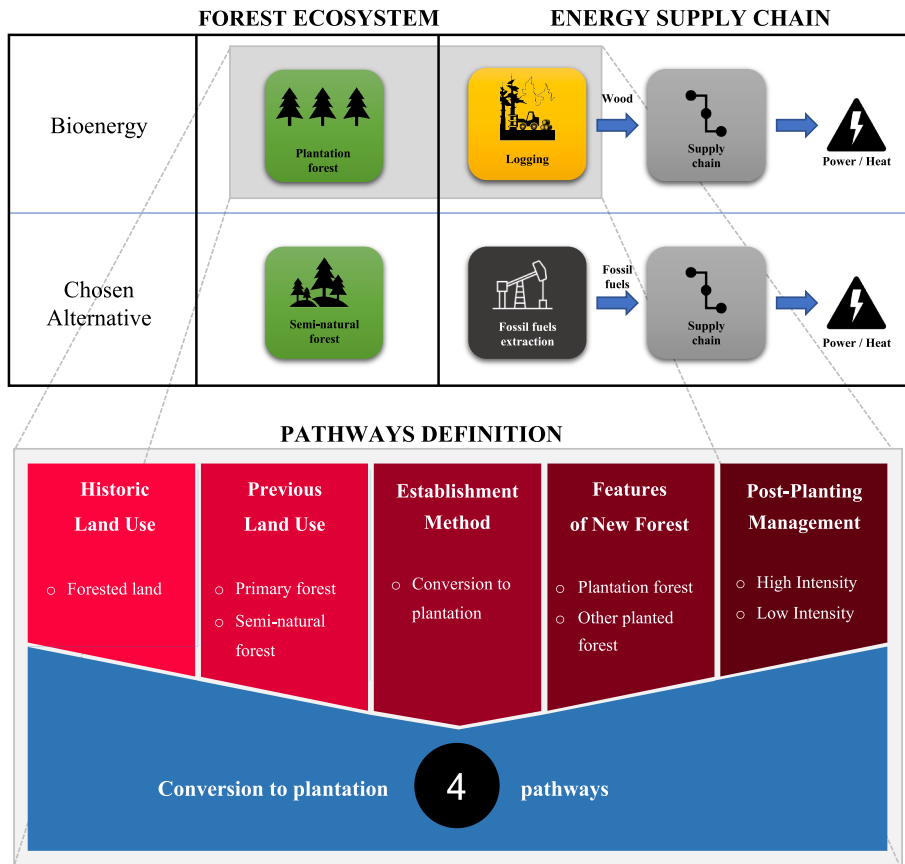 FOREST ECOSYSTEM
ENERGY SUPPLY CHAIN
Bioenergy
Plantation
forest
Logging
Wood
Supply
chain
Power / Heat
Chosen
Alternative
Semi-natural
forest
Fossil fuels
extraction
Fossil
fuels
Supply
chain
Power / Heat
PATHWAYS DEFINITION
Historic
Land Use
○ Forested land
Previous
Land Use
○ Primary forest
○ Semi-natural
forest
Establishment
Method
○ Conversion to
plantation
Features
of New Forest
○ Plantation forest
○ Other planted
forest
Post-Planting
Management
○ High Intensity
○ Low Intensity
Conversion to plantation 4 pathways